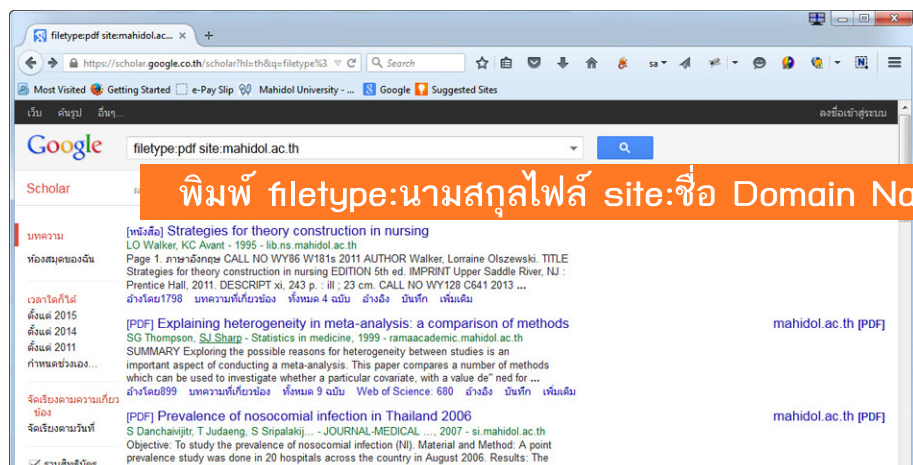 filetype:pdf site:mahidol.ac... × +
https://scholar.google.co.th/scholar?hl=th&q=filetype%3 Search
Most Visited Getting Started e-Pay Slip Mahidol University - ... Google Suggested Sites
เว็บ ค้นรูป อื่นๆ... ลงชื่อเข้าสู่ระบบ
Google filetype:pdf site:mahidol.ac.th
Scholar
พิมพ์ filetype:นามสกุลไฟล์ site:ชื่อ Domain Na
บทความ
ห้องสมุดของฉัน
เวลาใดก็ได้
ตั้งแต่ 2015
ตั้งแต่ 2014
ตั้งแต่ 2011
กำหนดช่วงเอง...
จัดเรียงตามความเกี่ยว
ข้อง
จัดเรียงตามวันที่
รวมสิทธิบัตร
[หนังสือ] Strategies for theory construction in nursing
LO Walker, KC Avant - 1995 - lib.ns.mahidol.ac.th
Page 1. ภาษาอังกฤษ CALL NO WY86 W181s 2011 AUTHOR Walker, Lorraine Olszewski. TITLE
Strategies for theory construction in nursing EDITION 5th ed. IMPRINT Upper Saddle River, NJ :
Prentice Hall, 2011. DESCRIPT xi, 243 p. : ill ; 23 cm. CALL NO WY128 C641 2013 ...
อ้างโดย1798 บทความที่เกี่ยวข้อง ทั้งหมด 4 ฉบับ อ้างอิง บันทึก เพิ่มเติม
[PDF] Explaining heterogeneity in meta-analysis: a comparison of methods
mahidol.ac.th [PDF]
SG Thompson, SJ Sharp - Statistics in medicine, 1999 - ramaacademic.mahidol.ac.th
SUMMARY Exploring the possible reasons for heterogeneity between studies is an
important aspect of conducting a meta-analysis. This paper compares a number of methods
which can be used to investigate whether a particular covariate, with a value de" ned for ...
อ้างโดย899 บทความที่เกี่ยวข้อง ทั้งหมด 9 ฉบับ Web of Science: 680 อ้างอิง บันทึก เพิ่มเติม
[PDF] Prevalence of nosocomial infection in Thailand 2006
mahidol.ac.th [PDF]
S Danchaivijitr, T Judaeng, S Sripalakij... - JOURNAL-MEDICAL ..., 2007 - si.mahidol.ac.th
Objective: To study the prevalence of nosocomial infection (NI). Material and Method: A point
prevalence study was done in 20 hospitals across the country in August 2006. Results: The